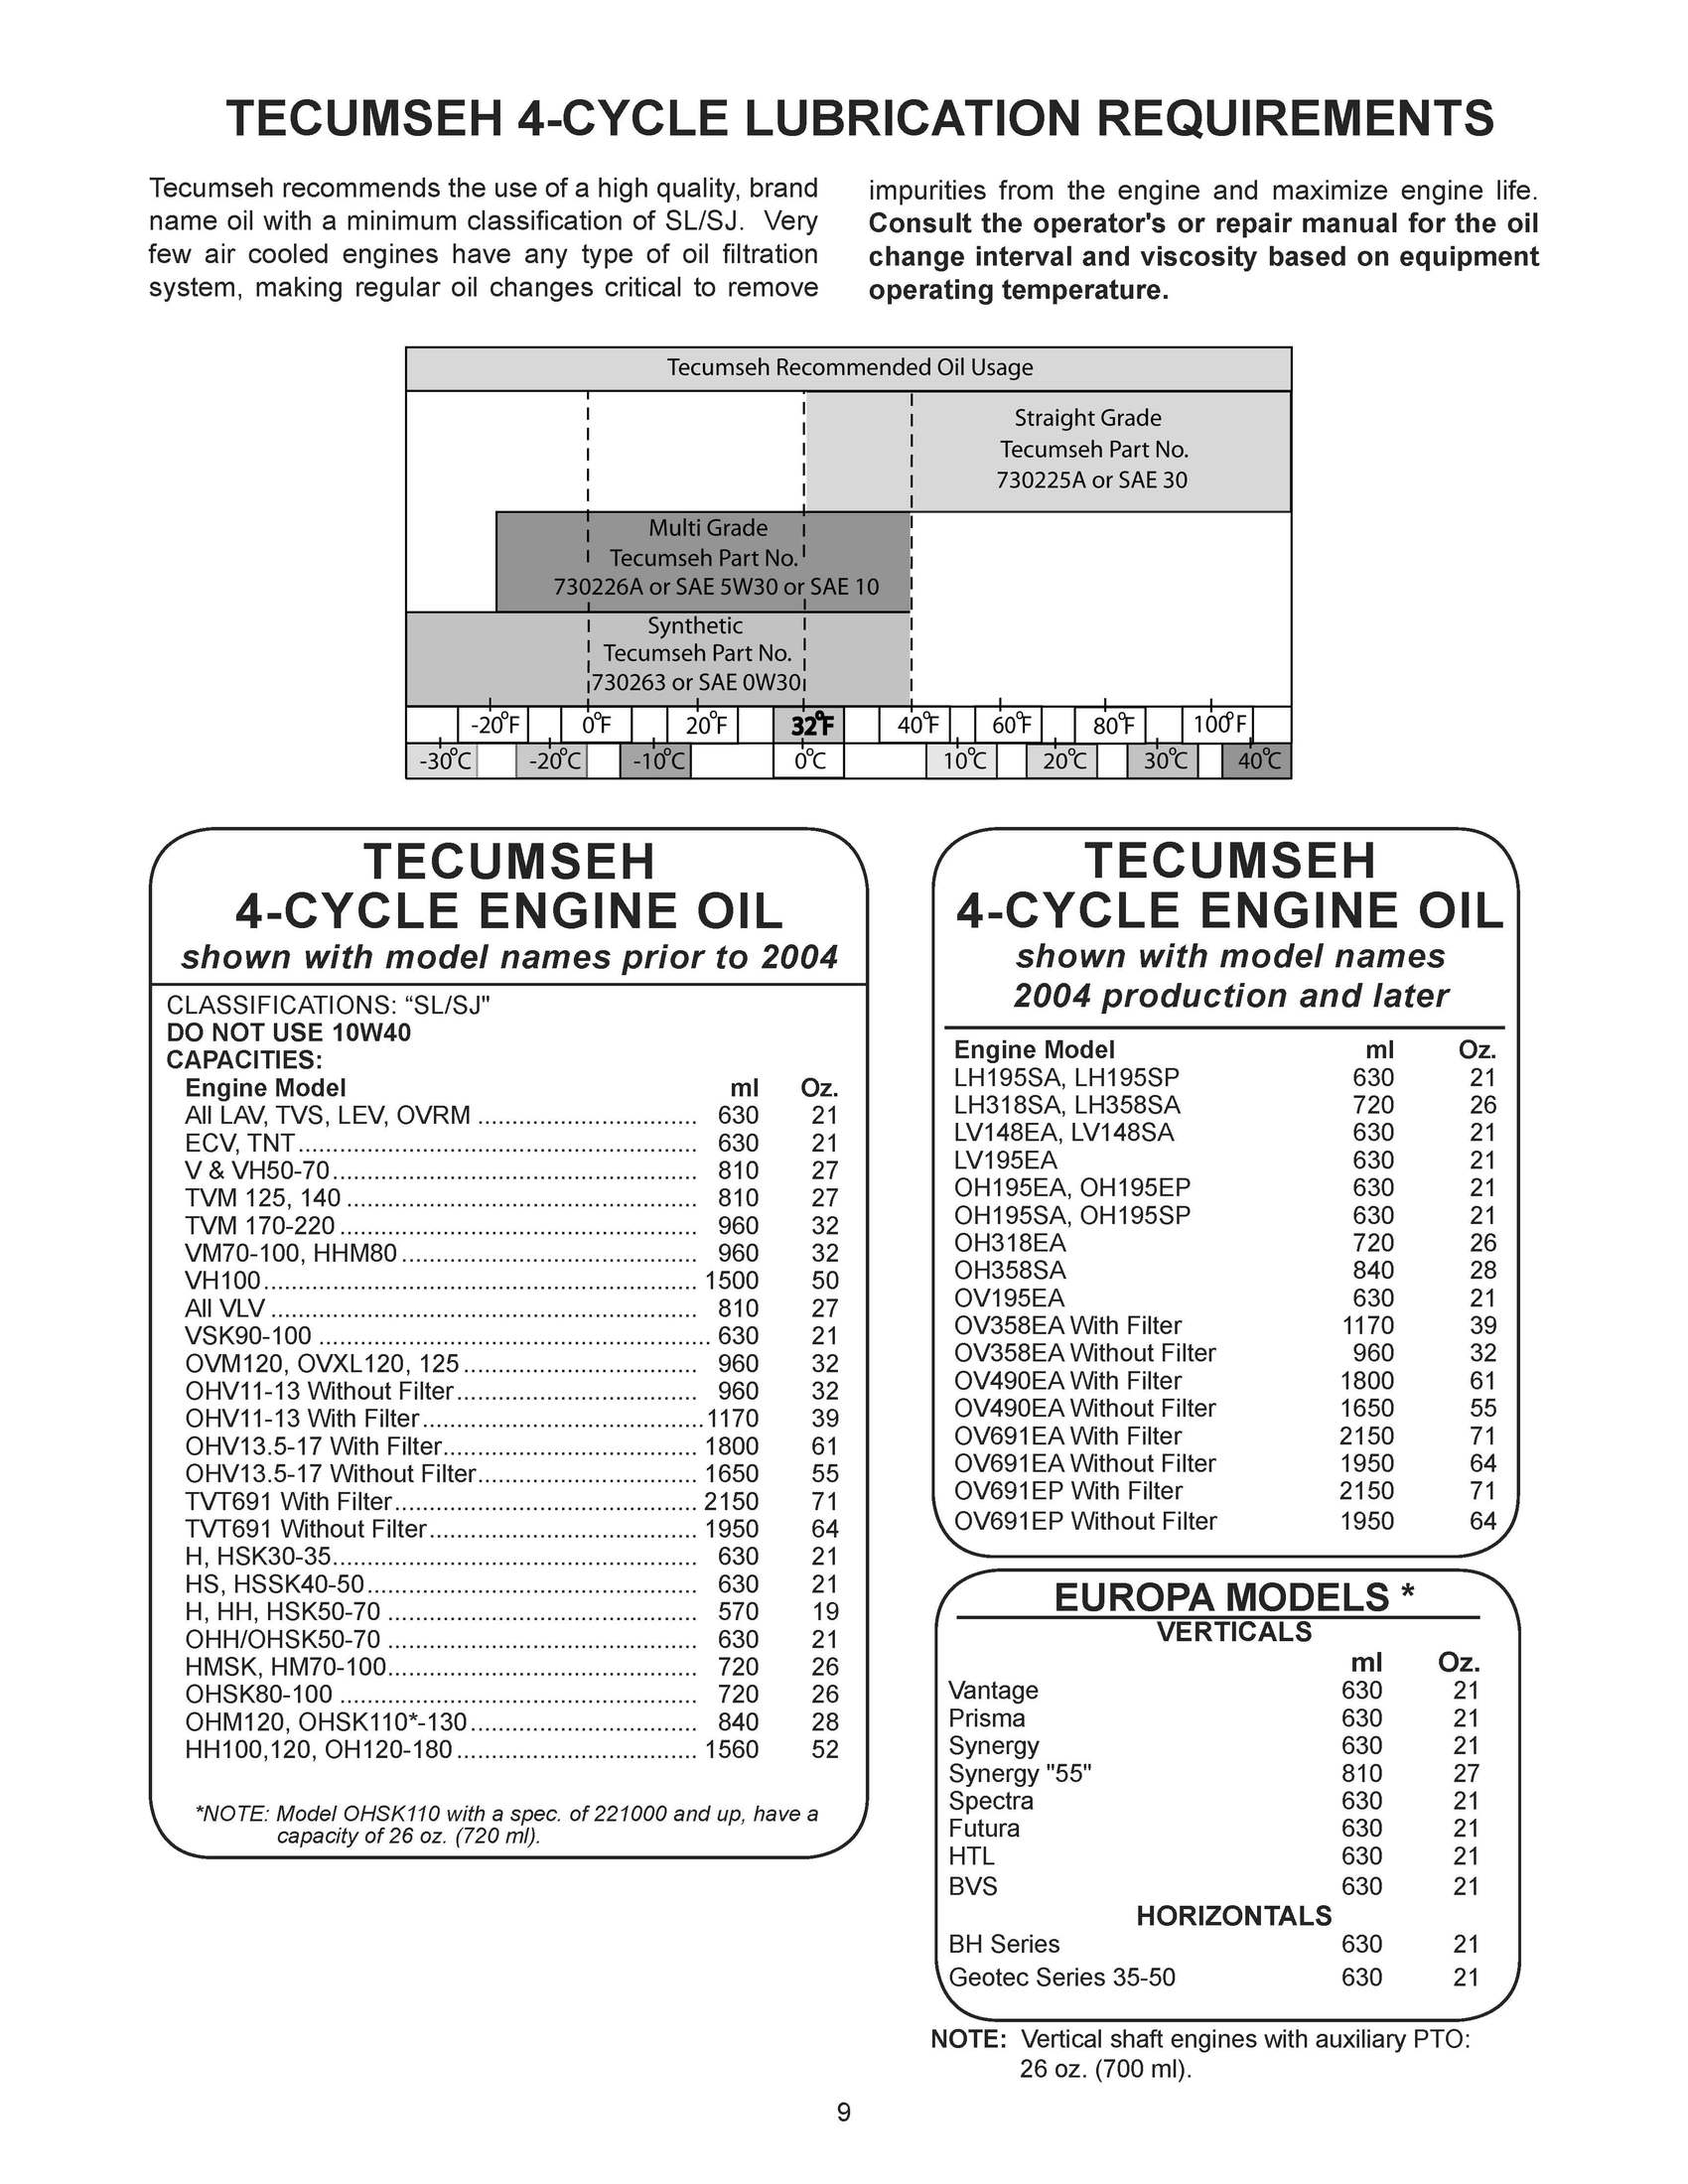 TECUMSEH 4-CYCLE LUBRICATION REQUIREMENTS
Tecumseh recommends the use of a high quality, brand
name oil with a minimum classification of SL/SJ. Very
few air cooled engines have any type of oil filtration
system, making regular oil changes critical to remove
impurities from the engine and maximize engine life.
Consult the operator's or repair manual for the oil
change interval and viscosity based on equipment
operating temperature.
Tecumseh Recommended Oil Usage
Straight Grade
Tecumseh Part No.
730225A or SAE 30
Multi Grade
Tecumseh Part No.
730226A or SAE 5W30 or SAE 10
Synthetic
Tecumseh Part No.
730263 or SAE 0W30
-20°F 0°F 20°F 32°F 40°F 60°F 80°F 100°F
-30°C -20°C -10°C 0°C 10°C 20°C 30°C 40°C
TECUMSEH
4-CYCLE ENGINE OIL
shown with model names prior to 2004
CLASSIFICATIONS: “SL/SJ"
DO NOT USE 10W40
CAPACITIES:
Engine Model ml Oz.
All LAV, TVS, LEV, OVRM ................................ 630 21
ECV, TNT ................................ 630 21
V & VH50-70 ................................ 810 27
TVM 125, 140 ................................ 810 27
TVM 170-220 ................................ 960 32
VM70-100, HHM80 ................................ 960 32
VH100 ................................ 1500 50
All VLV ................................ 810 27
VSK90-100 ................................ 630 21
OVM120, OVXL120, 125 ................................ 960 32
OHV11-13 Without Filter ................................ 960 32
OHV11-13 With Filter ................................ 1170 39
OHV13.5-17 With Filter ................................ 1800 61
OHV13.5-17 Without Filter ................................ 1650 55
TVT691 With Filter ................................ 2150 71
TVT691 Without Filter ................................ 1950 64
H, HSK30-35 ................................ 630 21
HS, HSSK40-50 ................................ 630 21
H, HH, HSK50-70 ................................ 570 19
OHH/OHSK50-70 ................................ 630 21
HMSK, HM70-100 ................................ 720 26
OHSK80-100 ................................ 720 26
OHM120, OHSK110*-130 ................................ 840 28
HH100,120, OH120-180 ................................ 1560 52
*NOTE: Model OHSK110 with a spec. of 221000 and up, have a
capacity of 26 oz. (720 ml).
TECUMSEH
4-CYCLE ENGINE OIL
shown with model names
2004 production and later
Engine Model ml Oz.
LH195SA, LH195SP 630 21
LH318SA, LH358SA 720 26
LV148EA, LV148SA 630 21
LV195EA 630 21
OH195EA, OH195EP 630 21
OH195SA, OH195SP 630 21
OH318EA 720 26
OH358SA 840 28
OV195EA 630 21
OV358EA With Filter 1170 39
OV358EA Without Filter 960 32
OV490EA With Filter 1800 61
OV490EA Without Filter 1650 55
OV691EA With Filter 2150 71
OV691EA Without Filter 1950 64
OV691EP With Filter 2150 71
OV691EP Without Filter 1950 64
EUROPA MODELS *
VERTICALS
ml Oz.
Vantage 630 21
Prisma 630 21
Synergy 630 21
Synergy "55" 810 27
Spectra 630 21
Futura 630 21
HTL 630 21
BVS 630 21
HORIZONTALS
BH Series 630 21
Geotec Series 35-50 630 21
NOTE: Vertical shaft engines with auxiliary PTO:
26 oz. (700 ml).
9